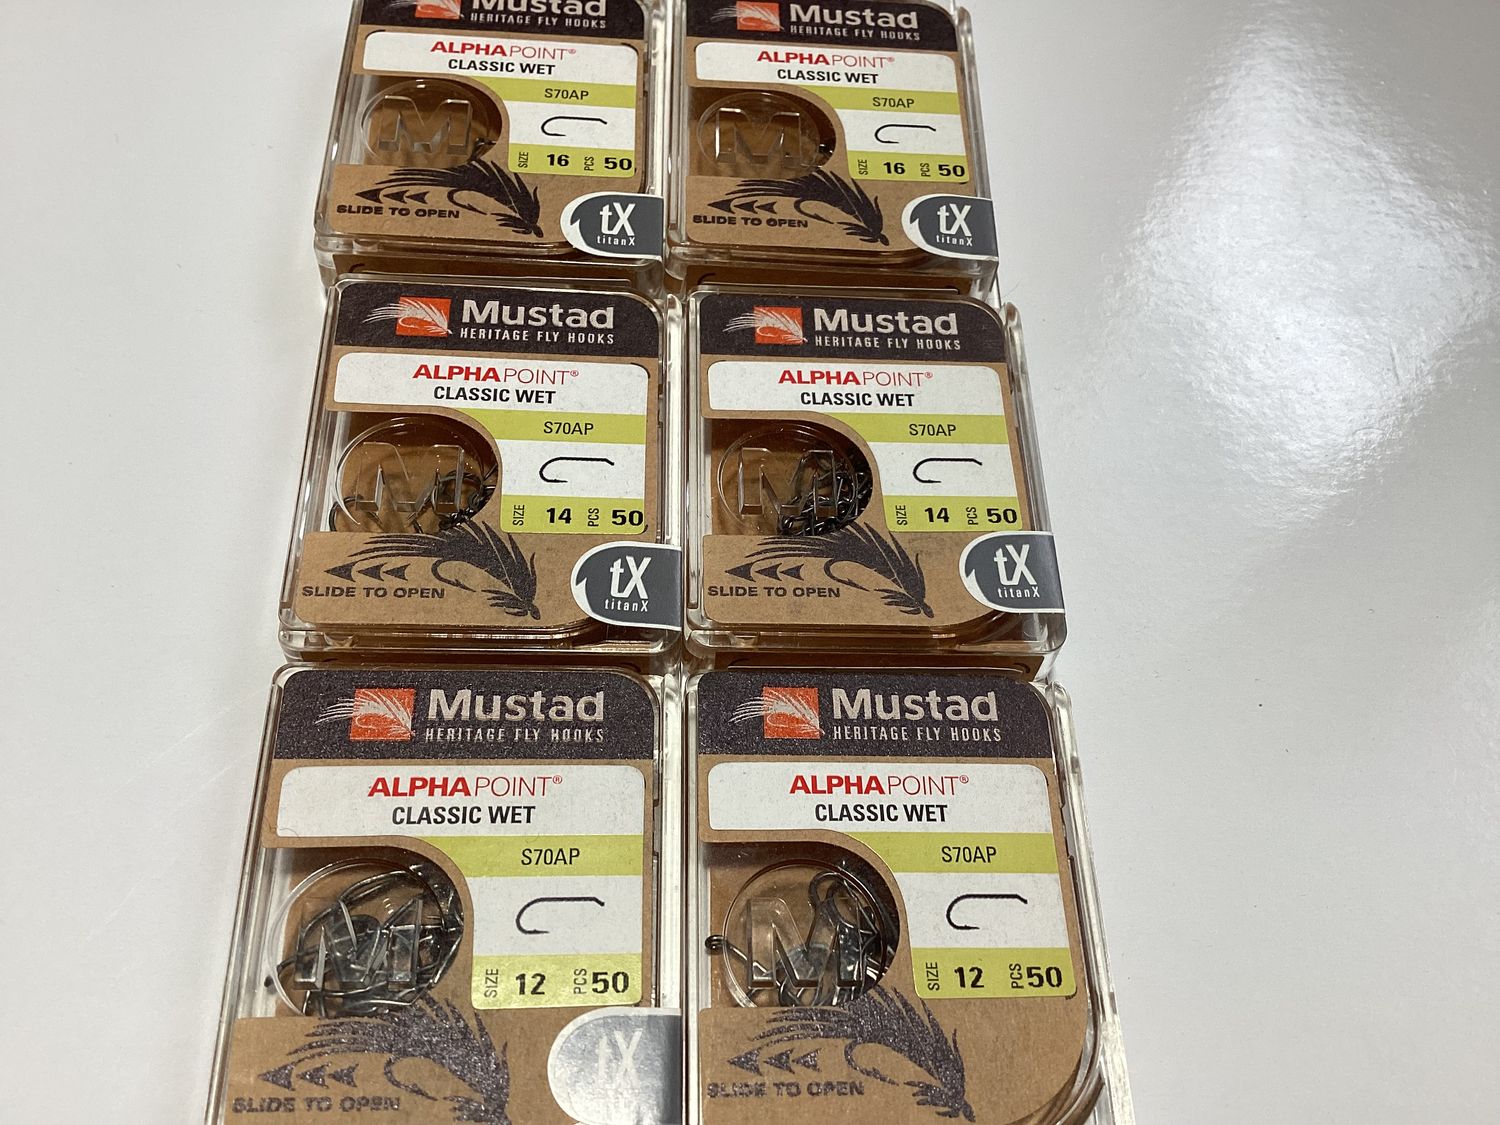 Mustad
HERITAGE FLY HOOKS
ALPHAPOINT®
CLASSIC WET
S70AP
SIZE 16 PCS 50
SLIDE TO OPEN
tX
titanX
Mustad
HERITAGE FLY HOOKS
ALPHAPOINT®
CLASSIC WET
S70AP
SIZE 16 PCS 50
SLIDE TO OPEN
tX
titanX
Mustad
HERITAGE FLY HOOKS
ALPHAPOINT®
CLASSIC WET
S70AP
M
SIZE 14 PCS 50
SLIDE TO OPEN
tX
titanX
Mustad
HERITAGE FLY HOOKS
ALPHAPOINT®
CLASSIC WET
S70AP
M
SIZE 14 PCS 50
SLIDE TO OPEN
tX
titanX
Mustad
HERITAGE FLY HOOKS
ALPHAPOINT®
CLASSIC WET
S70AP
M
SIZE 12 PCS 50
SLIDE TO OPEN
tX
Mustad
HERITAGE FLY HOOKS
ALPHAPOINT®
CLASSIC WET
S70AP
M
SIZE 12 PCS 50
SLIDE TO OPEN